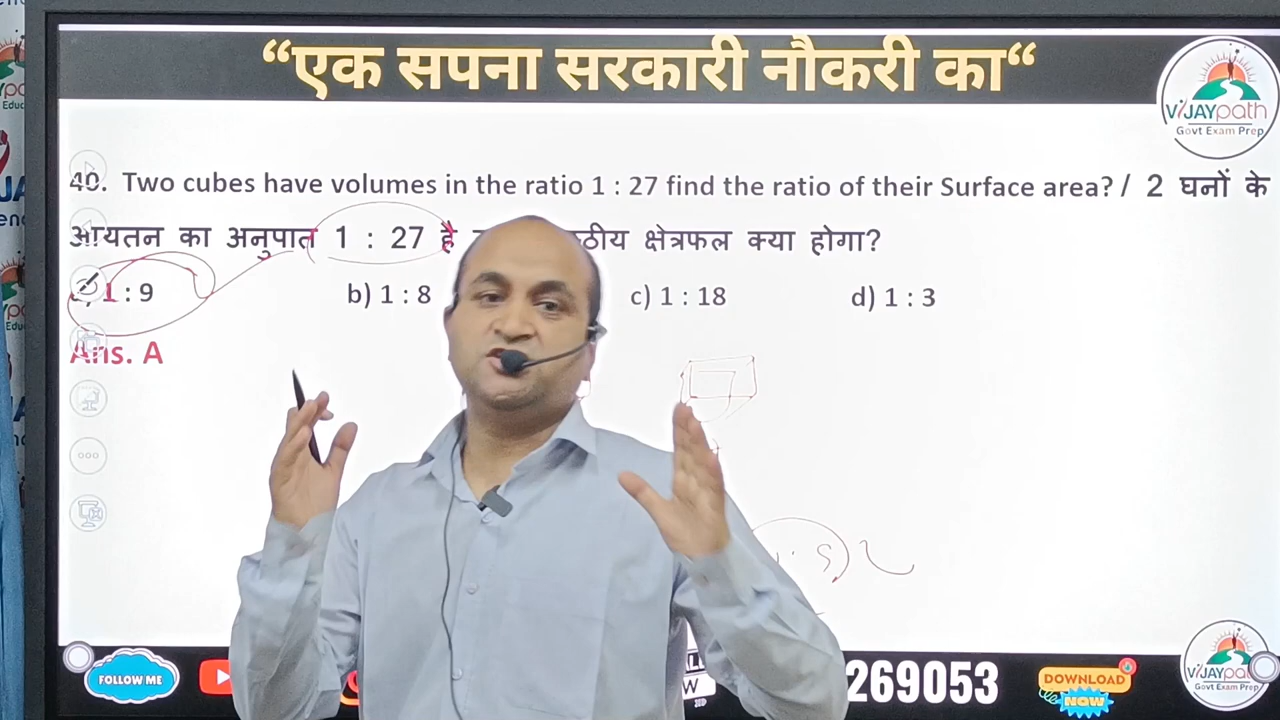 “एक सपना सरकारी नौकरी का“
VIJAYpath
Govt Exam Prep
40. Two cubes have volumes in the ratio 1 : 27 find the ratio of their Surface area? / 2 घनों के
आयतन का अनुपात 1 : 27 है क्षेत्रफल क्या होगा?
1 : 9 b) 1 : 8 c) 1 : 18 d) 1 : 3
Ans. A
FOLLOW ME
269053
DOWNLOAD
NOW
VIJAYpath
Govt Exam Prep